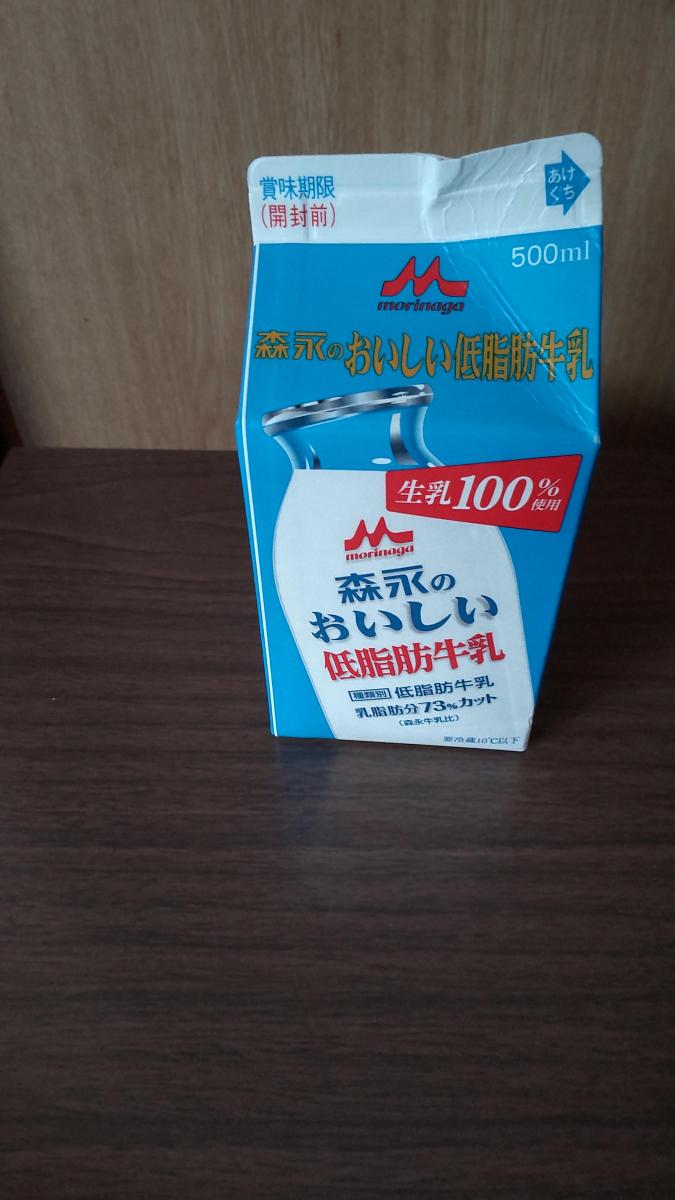 賞味期限
(開封前)
あけ
ぐち
500ml
morinaga
森永のおいしい低脂肪牛乳
生乳100%使用
morinaga
森永の
おいしい
低脂肪牛乳
種類別 低脂肪牛乳
乳脂肪分73%カット
(森永牛乳比)
要冷蔵10℃以下